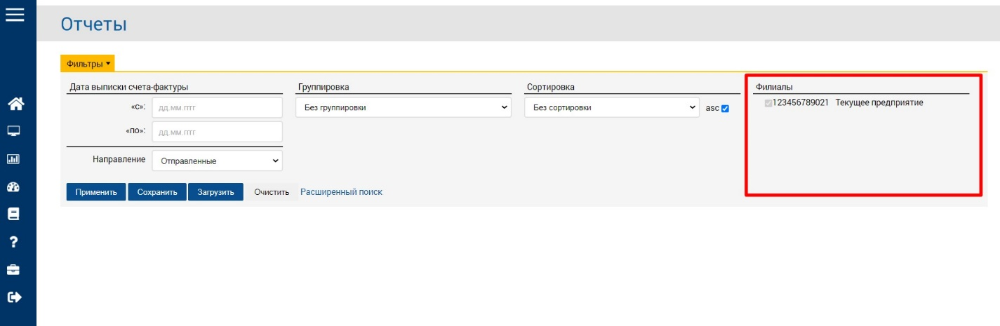 Отчеты
Фильтры
Дата выписки счета-фактуры
«с»: дд.мм.гггг
«по»: дд.мм.гггг
Направление Отправленные
Группировка
Без группировки
Сортировка
Без сортировки asc
Филиалы
123456789021 Текущее предприятие
Применить Сохранить Загрузить Очистить Расширенный поиск